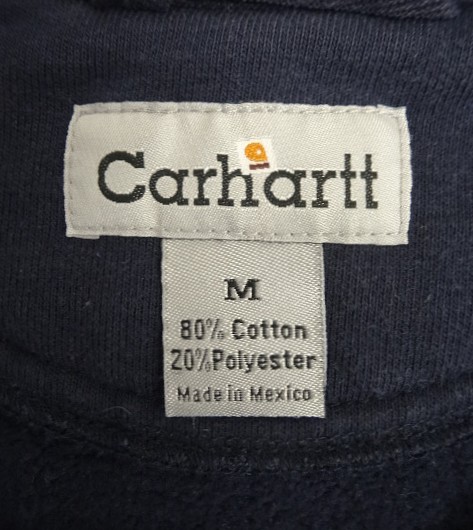 Carhartt
M
80% Cotton
20%Polyester
Made in Mexico